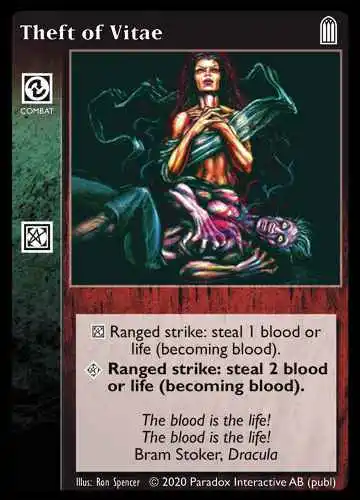 Theft of Vitae
COMBAT
Ranged strike: steal 1 blood or
life (becoming blood).
Ranged strike: steal 2 blood
or life (becoming blood).
The blood is the life!
The blood is the life!
Bram Stoker, Dracula
Illus: Ron Spencer © 2020 Paradox Interactive AB (publ)